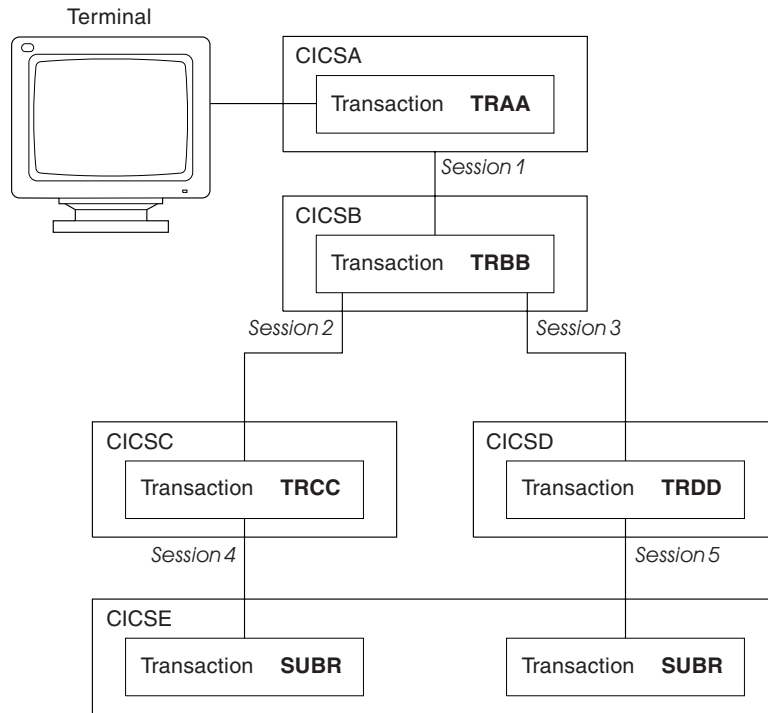 Terminal
CICSA
Transaction TRAA
Session 1
CICSB
Transaction TRBB
Session 2
Session 3
CICSC
CICSD
Transaction TRCC
Transaction TRDD
Session 4
Session 5
CICSE
Transaction SUBR
Transaction SUBR